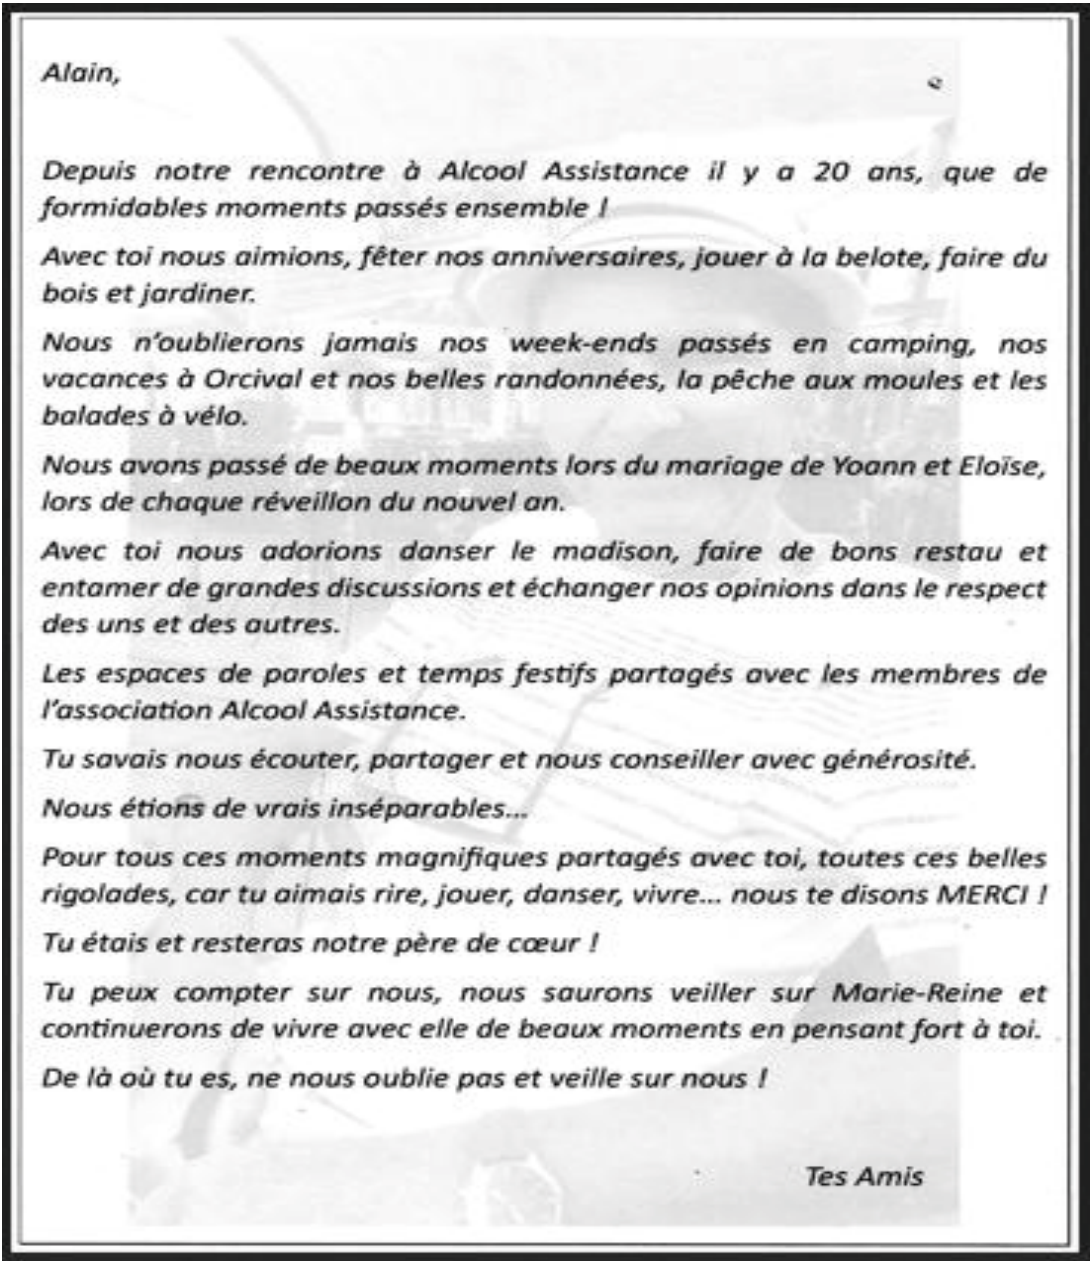 Alain,
Depuis notre rencontre à Alcool Assistance il y a 20 ans, que de
formidables moments passés ensemble !
Avec toi nous aimions, fêter nos anniversaires, jouer à la belote, faire du
bois et jardiner.
Nous n'oublierons jamais nos week-ends passés en camping, nos
vacances à Orcival et nos belles randonnées, la pêche aux moules et les
balades à vélo.
Nous avons passé de beaux moments lors du mariage de Yoann et Eloïse,
lors de chaque réveillon du nouvel an.
Avec toi nous adorions danser le madison, faire de bons restau et
entamer de grandes discussions et échanger nos opinions dans le respect
des uns et des autres.
Les espaces de paroles et temps festifs partagés avec les membres de
l'association Alcool Assistance.
Tu savais nous écouter, partager et nous conseiller avec générosité.
Nous étions de vrais inséparables...
Pour tous ces moments magnifiques partagés avec toi, toutes ces belles
rigolades, car tu aimais rire, jouer, danser, vivre... nous te disons MERCI !
Tu étais et resteras notre père de cœur !
Tu peux compter sur nous, nous saurons veiller sur Marie-Reine et
continuerons de vivre avec elle de beaux moments en pensant fort à toi.
De là où tu es, ne nous oublie pas et veille sur nous !
Tes Amis